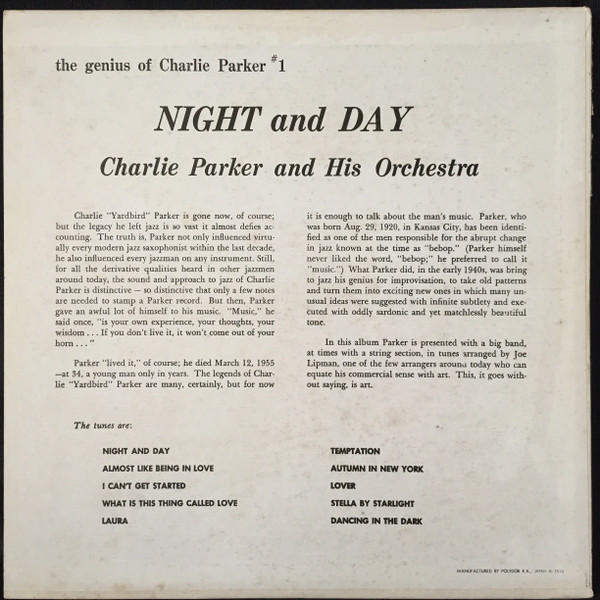 the genius of Charlie Parker #1
NIGHT and DAY
Charlie Parker and His Orchestra
Charlie "Yardbird" Parker is gone now, of course;
but the legacy he left jazz is so vast it almost defies ac-
counting. The truth is, Parker not only influenced virtu-
ally every modern jazz saxophonist within the last decade,
he also influenced every jazzman on any instrument. Still,
for all the derivative qualities heard in other jazzmen
around today, the sound and approach to jazz of Charlie
Parker is distinctive — so distinctive that only a few notes
are needed to stamp a Parker record. But then, Parker
gave an awful lot of himself to his music. "Music," he
said once, "is your own experience, your thoughts, your
wisdom . . . If you don't live it, it won't come out of your
horn . . . "
Parker "lived it," of course; he died March 12, 1955
—at 34, a young man only in years. The legends of Char-
lie "Yardbird" Parker are many, certainly, but for now
it is enough to talk about the man's music. Parker, who
was born Aug. 29, 1920, in Kansas City, has been identi-
fied as one of the men responsible for the abrupt change
in jazz known at the time as "bebop." (Parker himself
never liked the word, "bebop;" he preferred to call it
"music.") What Parker did, in the early 1940s, was bring
to jazz his genius for improvisation, to take old patterns
and turn them into exciting new ones in which many un-
usual ideas were suggested with infinite subtlety and exe-
cuted with oddly sardonic and yet matchlessly beautiful
tone.
In this album Parker is presented with a big band,
at times with a string section, in tunes arranged by Joe
Lipman, one of the few arrangers around today who can
equate his commercial sense with art. This, it goes with-
out saying, is art.
The tunes are:
NIGHT AND DAY
ALMOST LIKE BEING IN LOVE
I CAN'T GET STARTED
WHAT IS THIS THING CALLED LOVE
LAURA
TEMPTATION
AUTUMN IN NEW YORK
LOVER
STELLA BY STARLIGHT
DANCING IN THE DARK
MANUFACTURED BY POLYDOR K.K., JAPAN